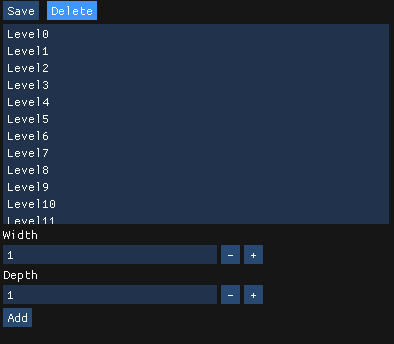 Save Delete
Level0
Level1
Level2
Level3
Level4
Level5
Level6
Level7
Level8
Level9
Level10
Level11
Width
1 - +
Depth
1 - +
Add